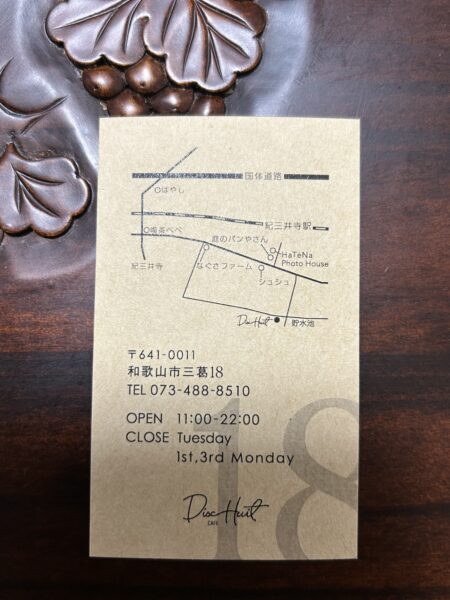 国体道路
はやし
紀三井寺駅
喫茶べべ
庭のパンやさん
HaTeNa
Photo House
紀三井寺
なぐさファーム
シュシュ
Disc Huit
貯水池
〒641-0011
和歌山市三葛18
TEL 073-488-8510
OPEN 11:00-22:00
CLOSE Tuesday
1st,3rd Monday
18
Disc Huit
CAFE